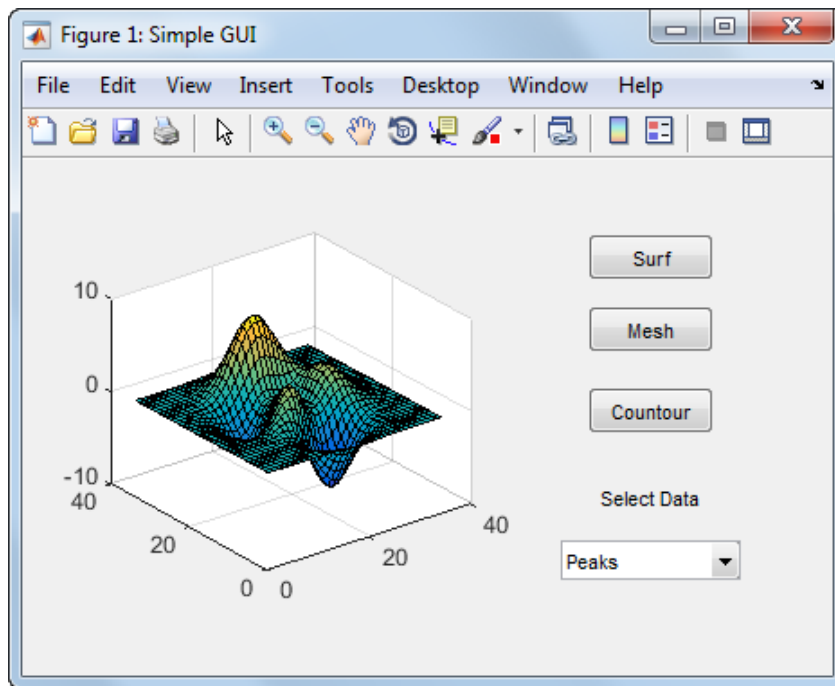 Figure 1: Simple GUI
File Edit View Insert Tools Desktop Window Help
Surf
Mesh
Countour
Select Data
Peaks
10
0
-10
40
20
0
0
20
40